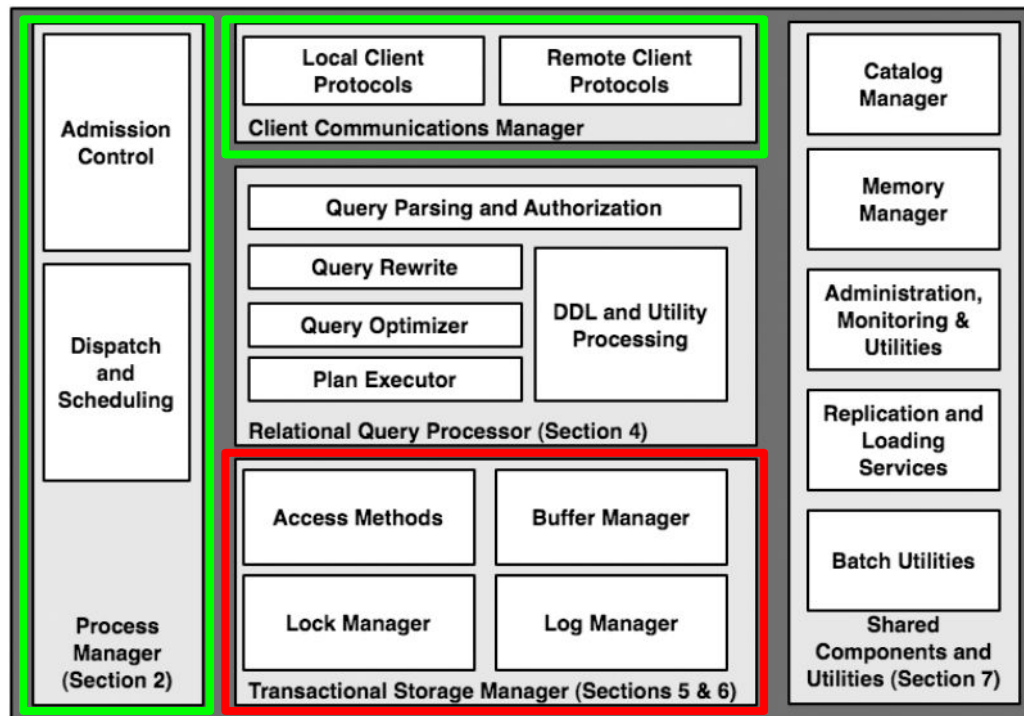 Admission
Control
Dispatch
and
Scheduling
Process
Manager
(Section 2)
Local Client
Protocols
Remote Client
Protocols
Client Communications Manager
Query Parsing and Authorization
Query Rewrite
Query Optimizer
Plan Executor
DDL and Utility
Processing
Relational Query Processor (Section 4)
Access Methods
Buffer Manager
Lock Manager
Log Manager
Transactional Storage Manager (Sections 5 & 6)
Catalog
Manager
Memory
Manager
Administration,
Monitoring &
Utilities
Replication and
Loading
Services
Batch Utilities
Shared
Components and
Utilities (Section 7)